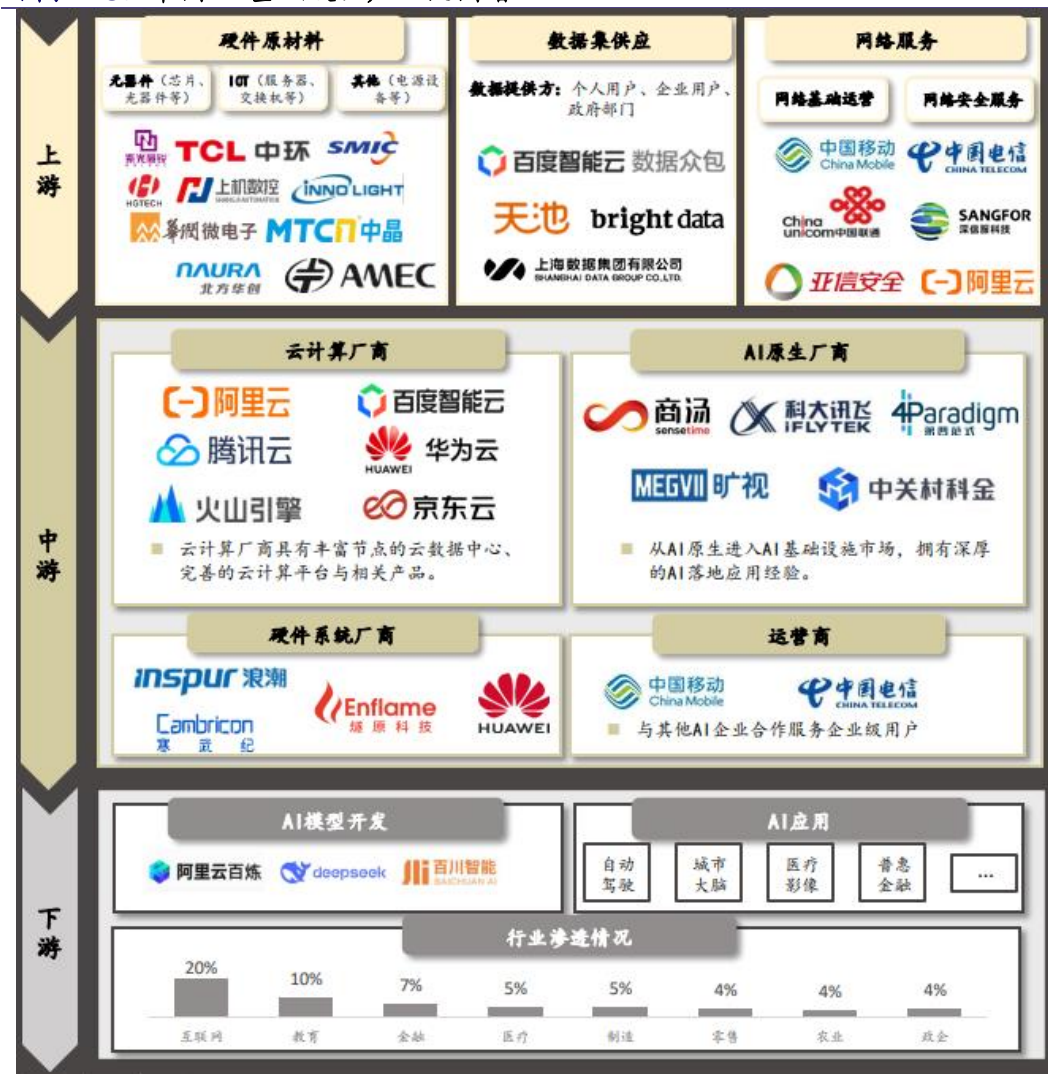 上游
硬件原材料
元器件（芯片、光器件等）
IOT（服务器、交换机等）
其他（电源设备等）
紫光展锐
TCL 中环
SMIC
HGTECH
上机数控
INNOLIGHT
华润微电子
MTCN中晶
NAURA
北方华创
AMEC
数据集供应
数据提供方：个人用户、企业用户、
政府部门
百度智能云 数据众包
天池
bright data
上海数据集团有限公司
SHANGHAI DATA GROUP CO.,LTD.
网络服务
网络基础运营
网络安全服务
中国移动
China Mobile
中国电信
CHINA TELECOM
China
unicom中国联通
SANGFOR
深信服科技
亚信安全
阿里云
中游
云计算厂商
阿里云
百度智能云
腾讯云
HUAWEI
华为云
火山引擎
京东云
云计算厂商具有丰富节点的云数据中心、
完善的云计算平台与相关产品。
AI原生厂商
商汤
sensetime
科大讯飞
IFLYTEK
4Paradigm
第四范式
MEGVII 旷视
中关村科金
从AI原生进入AI基础设施市场，拥有深厚
的AI落地应用经验。
硬件系统厂商
inspur 浪潮
Enflame
燧原科技
HUAWEI
Cambricon
寒武纪
运营商
中国移动
China Mobile
中国电信
CHINA TELECOM
与其他AI企业合作服务企业级用户
下游
AI模型开发
阿里云百炼
deepseek
百川智能
BAICHUAN AI
AI应用
自动
驾驶
城市
大脑
医疗
影像
普惠
金融
...
行业渗透情况
20%
10%
7%
5%
5%
4%
4%
4%
互联网
教育
金融
医疗
制造
零售
农业
政企